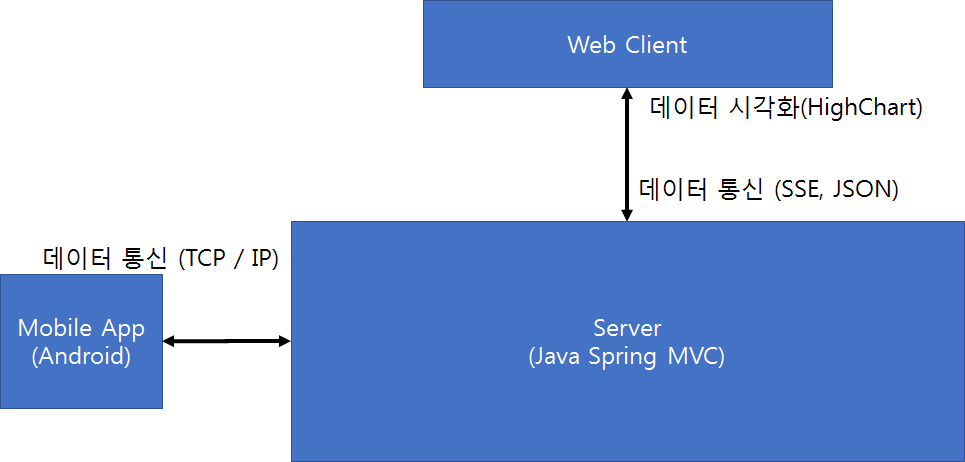 Web Client
데이터 시각화(HighChart)
데이터 통신 (SSE, JSON)
데이터 통신 (TCP / IP)
Mobile App
(Android)
Server
(Java Spring MVC)